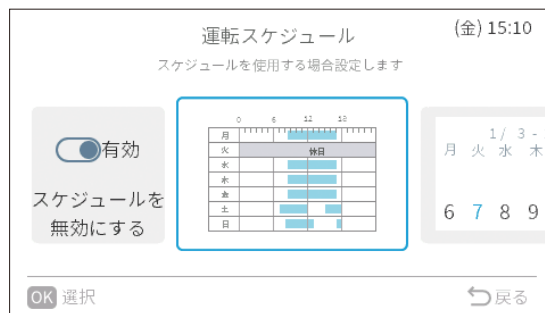 (金) 15:10
運転スケジュール
スケジュールを使用する場合設定します
有効
スケジュールを
無効にする
0 6 12 18
月
火 休日
水
木
金
土
日
1/ 3 -
月 火 水 木
6 7 8 9
OK 選択
戻る